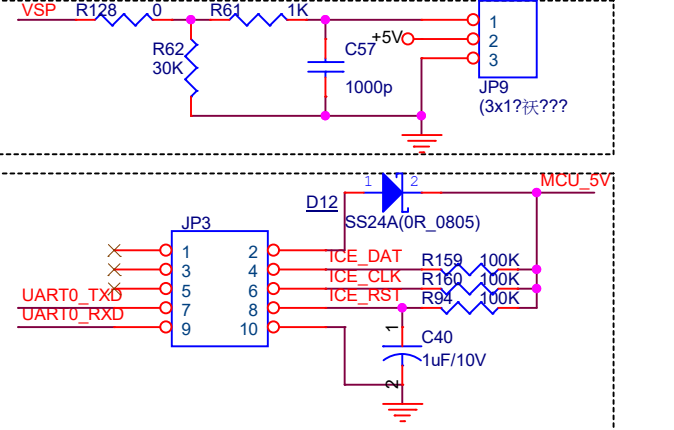 VSP R128 0 R61 1K
R62
30K
C57
1000p
+5V
1
2
3
JP9
(3x1?袄???
MCU_5V
1 2
D12
SS24A(0R_0805)
JP3
1 2
3 4
5 6
7 8
9 10
UART0_TXD
UART0_RXD
ICE_DAT R159 100K
ICE_CLK R160 100K
ICE_RST R94 100K
1
C40
1uF/10V
2